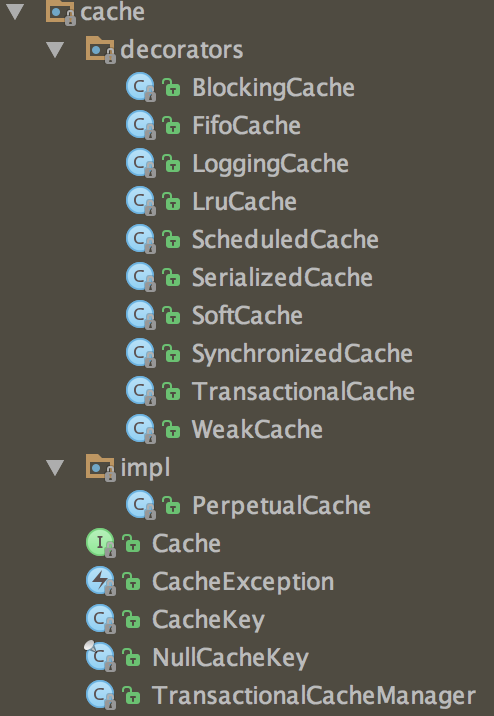 cache
decorators
BlockingCache
FifoCache
LoggingCache
LruCache
ScheduledCache
SerializedCache
SoftCache
SynchronizedCache
TransactionalCache
WeakCache
impl
PerpetualCache
Cache
CacheException
CacheKey
NullCacheKey
TransactionalCacheManager